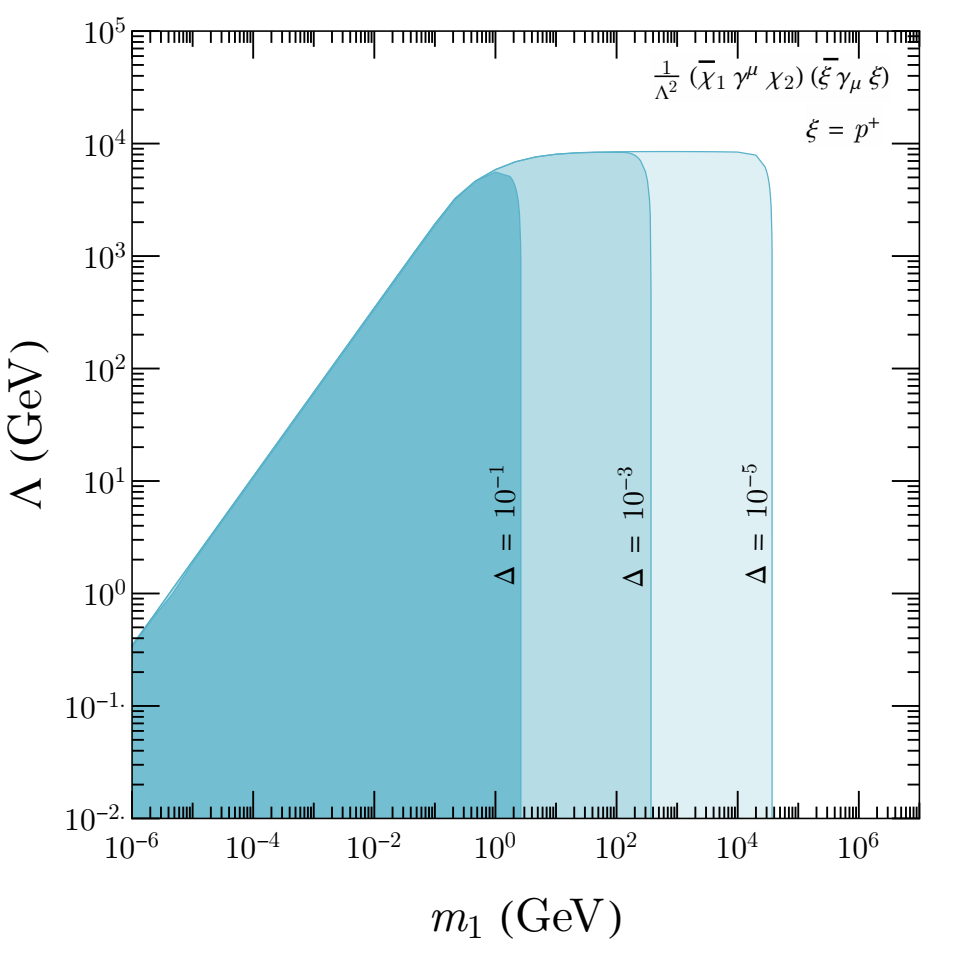 10⁵
10⁴
10³
10²
10¹
10⁰
10⁻¹·
10⁻²·
Λ (GeV)
1/Λ² (χ̅₁ γ^μ χ₂) (ξ̅ γ_μ ξ)
ξ = p⁺
Δ = 10⁻¹
Δ = 10⁻³
Δ = 10⁻⁵
10⁻⁶ 10⁻⁴ 10⁻² 10⁰ 10² 10⁴ 10⁶
m₁ (GeV)